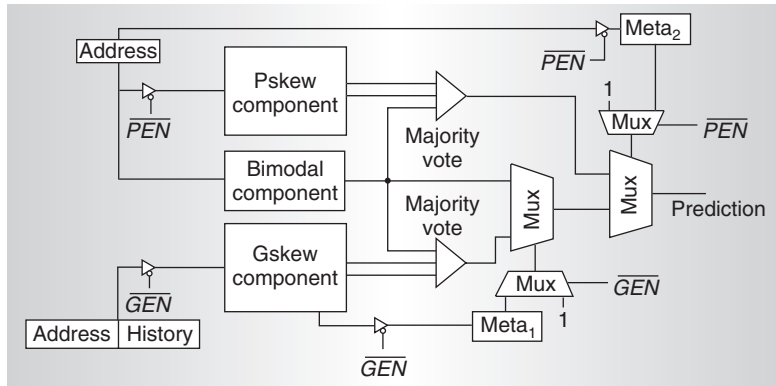 Address
Meta₂
PEN
Pskew
component
PEN
1
Mux
PEN
Majority
vote
Bimodal
component
Mux
Mux
Prediction
Majority
vote
Gskew
component
GEN
Mux
GEN
1
Address
History
GEN
Meta₁